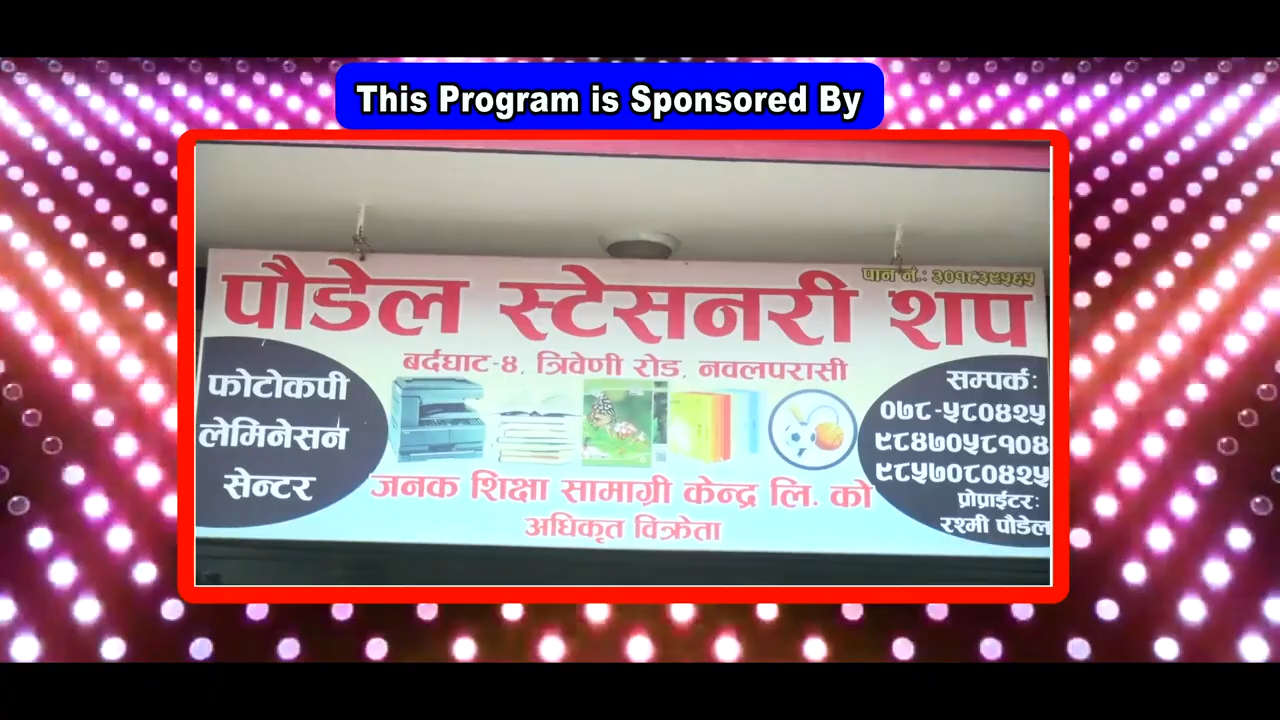 This Program is Sponsored By
पान नं.: ३०१८३९५६५
पौडेल स्टेसनरी शप
बर्दघाट-४, त्रिवेणी रोड, नवलपरासी
फोटोकपी
लेमिनेसन
सेन्टर
सम्पर्क:
०७८-५८०४२५
९८४७०५८१०४
९८५७०८०४२५
प्रोप्राईटर:
रश्मी पौडेल
जनक शिक्षा सामाग्री केन्द्र लि. को
अधिकृत विक्रेता